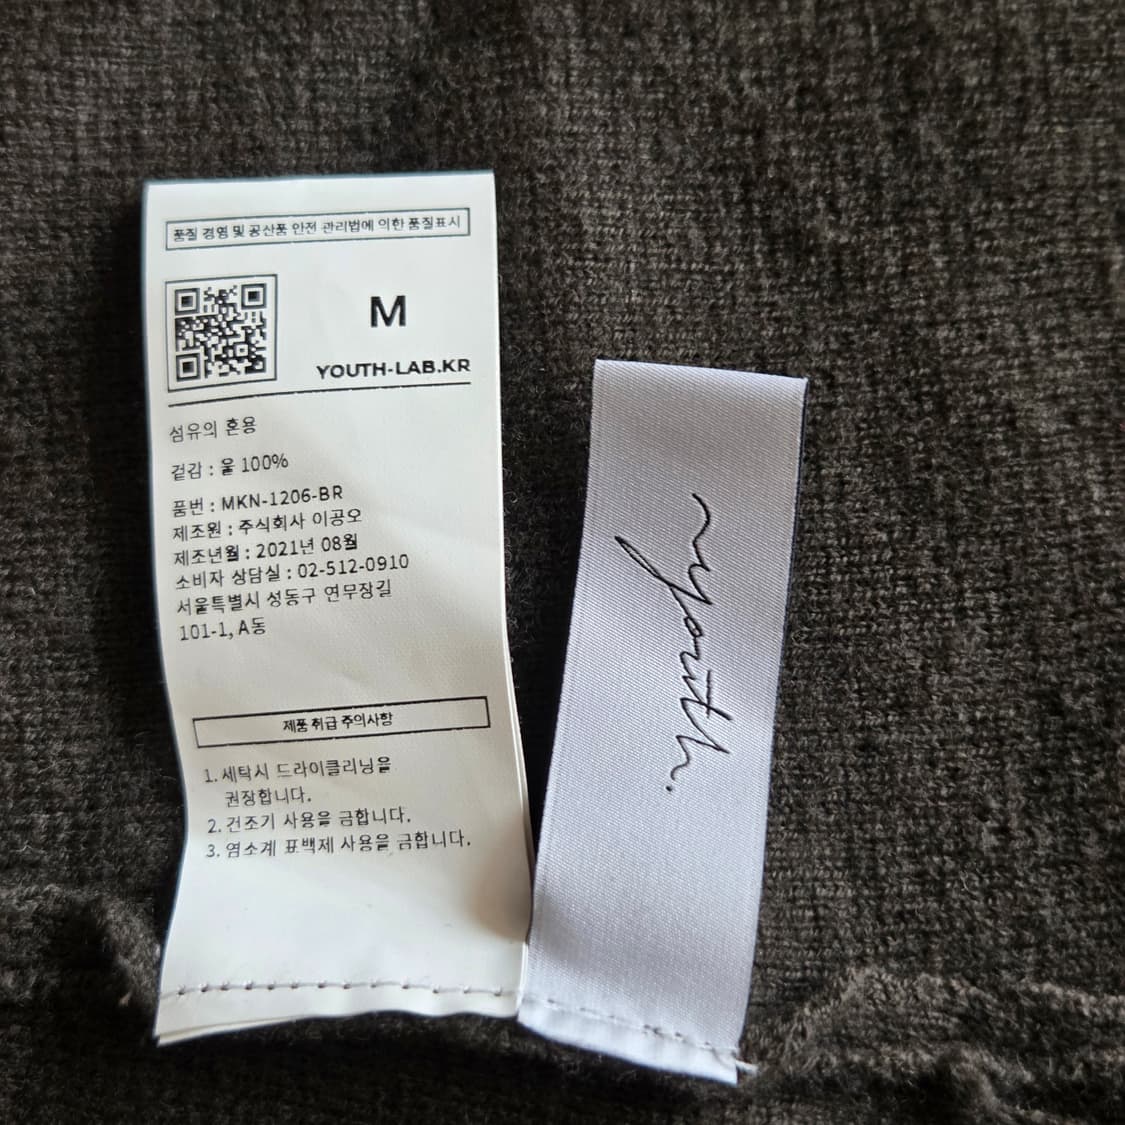 품질 경영 및 공산품 안전 관리법에 의한 품질표시
M
YOUTH-LAB.KR
섬유의 혼용
겉감 : 울 100%
품번 : MKN-1206-BR
제조원 : 주식회사 이공오
제조년월 : 2021년 08월
소비자 상담실 : 02-512-0910
서울특별시 성동구 연무장길
101-1, A동
제품 취급 주의사항
1. 세탁시 드라이클리닝을
권장합니다.
2. 건조기 사용을 금합니다.
3. 염소계 표백제 사용을 금합니다.
youth.